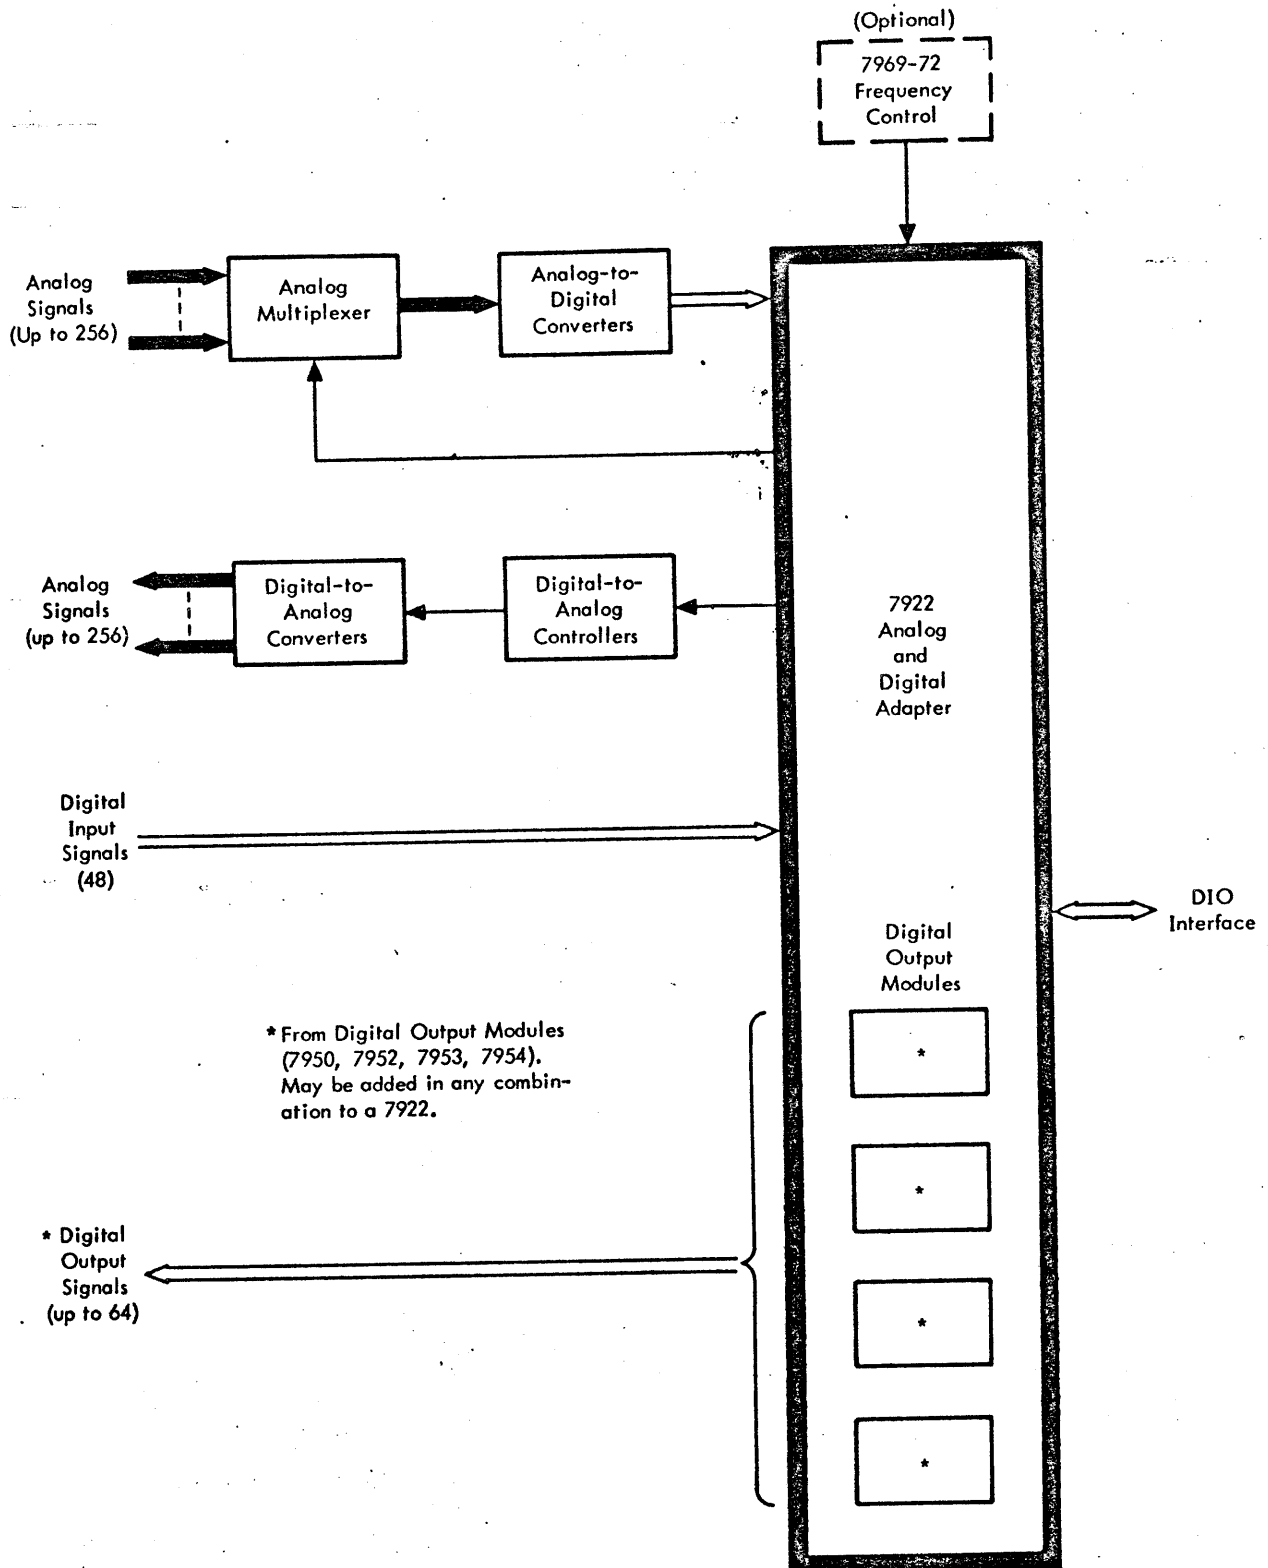 (Optional)
7969-72
Frequency
Control
Analog
Signals
(Up to 256)
Analog
Multiplexer
Analog-to-
Digital
Converters
Analog
Signals
(up to 256)
Digital-to-
Analog
Converters
Digital-to-
Analog
Controllers
7922
Analog
and
Digital
Adapter
Digital
Input
Signals
(48)
DIO
Interface
Digital
Output
Modules
* From Digital Output Modules
(7950, 7952, 7953, 7954).
May be added in any combin-
ation to a 7922.
*
*
* Digital
Output
Signals
(up to 64)
*
*